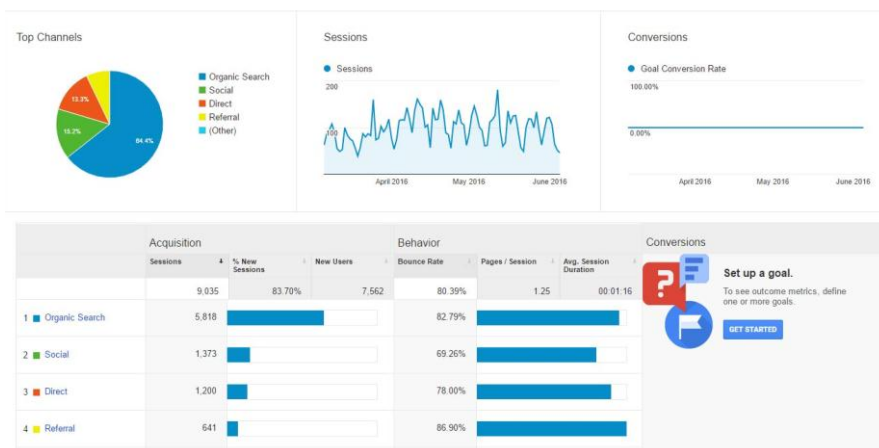 Top Channels
Organic Search
Social
Direct
Referral
(Other)
13.3%
15.2%
64.4%
Sessions
Sessions
200
100
April 2016 May 2016 June 2016
Conversions
Goal Conversion Rate
100.00%
0.00%
April 2016 May 2016 June 2016
Acquisition Behavior Conversions
Sessions % New Sessions New Users Bounce Rate Pages / Session Avg. Session Duration
9,035 83.70% 7,562 80.39% 1.25 00:01:16
1 Organic Search 5,818 82.79%
2 Social 1,373 69.26%
3 Direct 1,200 78.00%
4 Referral 641 86.90%
?
Set up a goal.
To see outcome metrics, define
one or more goals.
GET STARTED